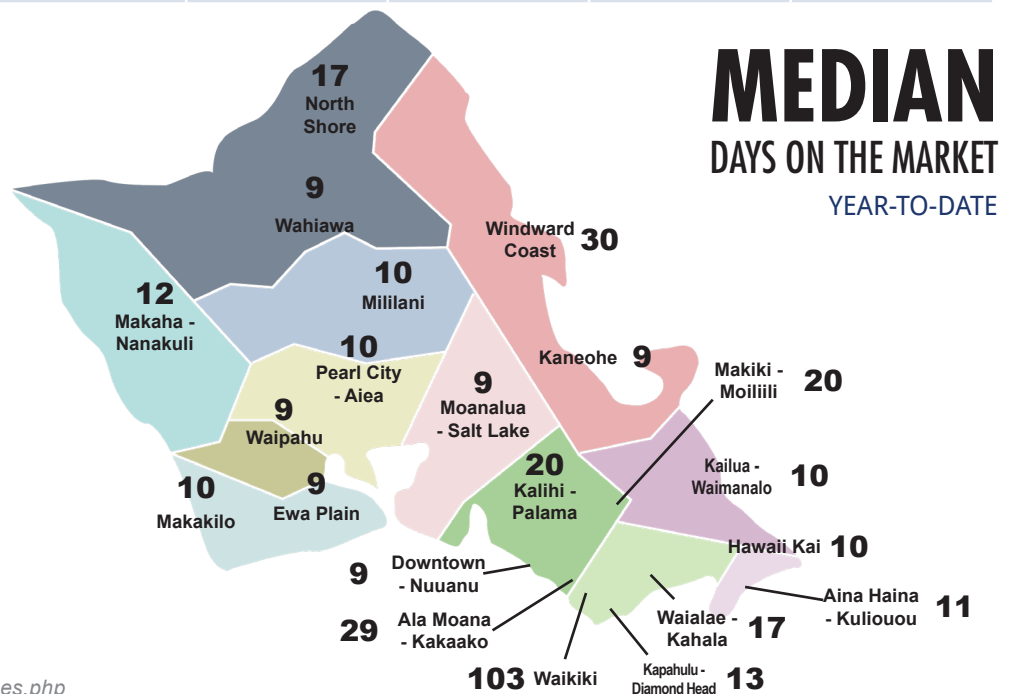 MEDIAN
DAYS ON THE MARKET
YEAR-TO-DATE
17
North
Shore
9
Wahiawa
Windward
Coast 30
10
Mililani
12
Makaha -
Nanakuli
10
Pearl City
- Aiea
Kaneohe 9
9
Moanalua
- Salt Lake
Makiki -
Moiliili 20
9
Waipahu
20
Kalihi -
Palama
Kailua -
Waimanalo 10
10
Makakilo
9
Ewa Plain
Hawaii Kai 10
9 Downtown
- Nuuanu
Aina Haina
- Kuliouou 11
29 Ala Moana
- Kakaako
Waialae -
Kahala 17
103 Waikiki
Kapahulu -
Diamond Head 13
es.php